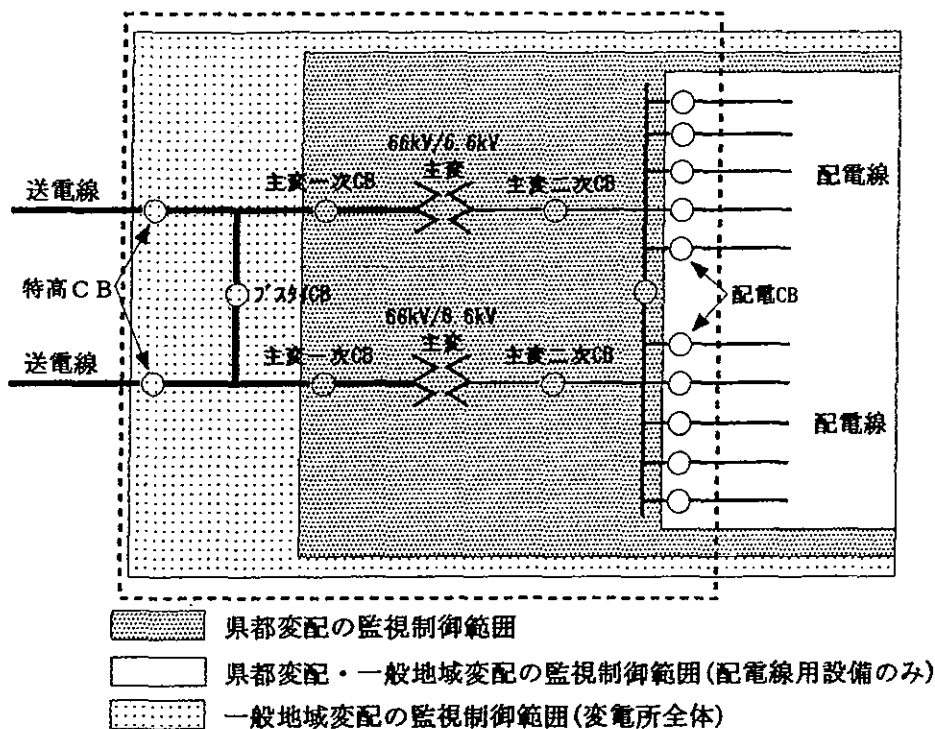 66kV/6.6kV
主変
主変一次CB
主変二次CB
送電線
配電線
特高CB
ブスタイCB
配電CB
66kV/6.6kV
主変
主変一次CB
主変二次CB
送電線
配電線
県都変配の監視制御範囲
県都変配・一般地域変配の監視制御範囲(配電線用設備のみ)
一般地域変配の監視制御範囲(変電所全体)